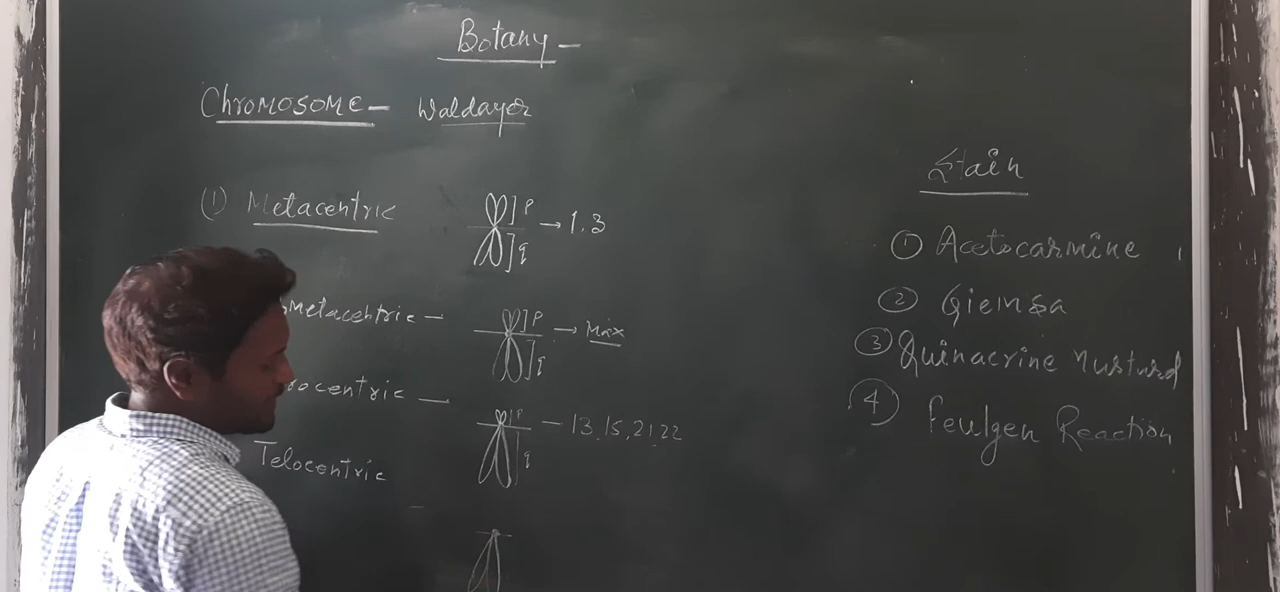 Botany -
Chromosome - Waldayer
(1) Metacentric ] p → 1.3
] q
metacentric - ] p → Max
] q
ocentric - p - 13,15,21,22
q
Telocentric
Stain
① Acetocarmine
② Giemsa
③ Quinacrine Musturd
④ Feulgen Reaction